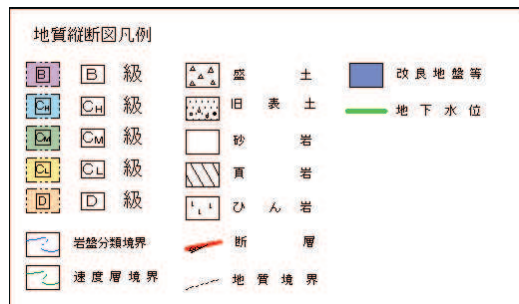 地質縦断図凡例
B B 級 盛土 改良地盤等
CH CH 級 旧表土 地下水位
CM CM 級 砂岩
CL CL 級 頁岩
D D 級 ひん岩
岩盤分類境界 断層
速度層境界 地質境界